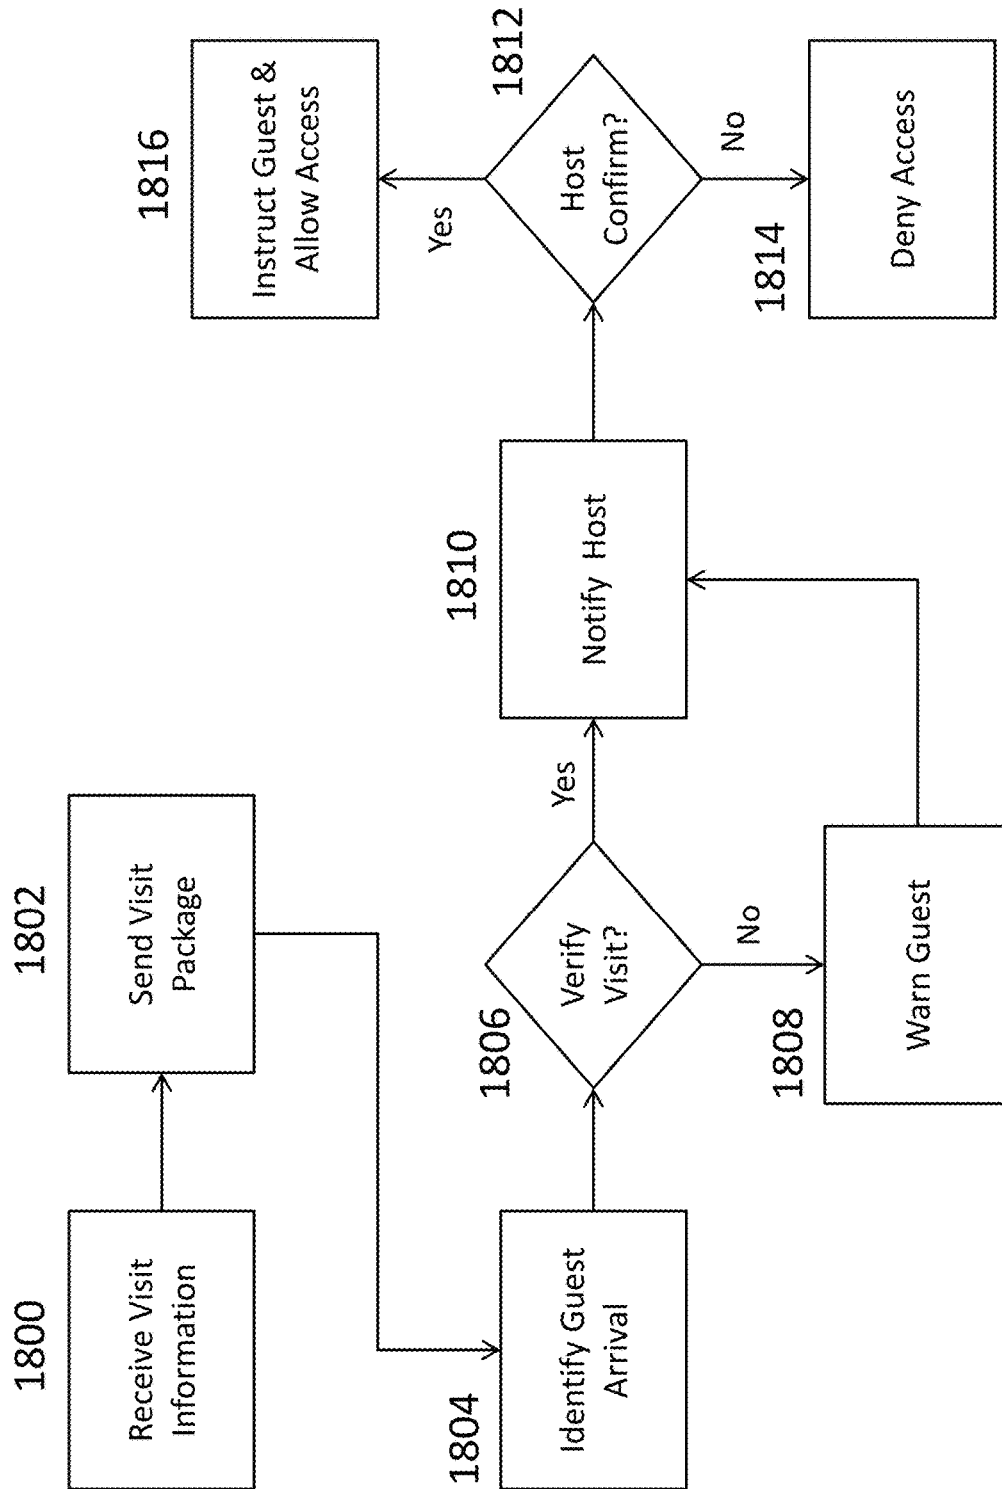 1800
Receive Visit
Information
1802
Send Visit
Package
1804
Identify Guest
Arrival
1806
Verify
Visit?
Yes
No
1808
Warn Guest
1810
Notify Host
1812
Host
Confirm?
Yes
No
1814
Deny Access
1816
Instruct Guest &
Allow Access